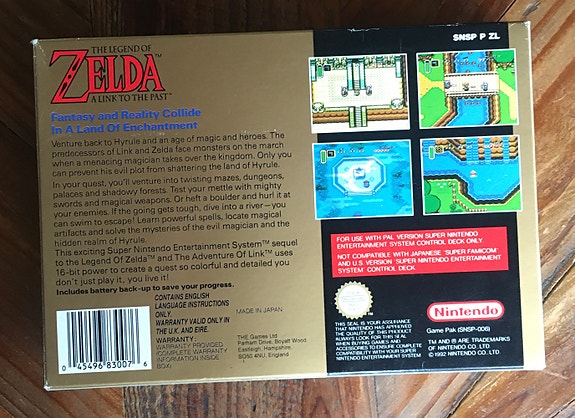 SNSP P ZL
THE LEGEND OF
ZELDA
A LINK TO THE PAST™
Fantasy and Reality Collide
In A Land Of Enchantment
Venture back to Hyrule and an age of magic and heroes. The
predecessors of Link and Zelda face monsters on the march
when a menacing magician takes over the kingdom. Only you
can prevent his evil plot from shattering the land of Hyrule.
In your quest, you'll venture into twisting mazes, dungeons,
palaces and shadowy forests. Test your mettle with mighty
swords and magical weapons. Or heft a boulder and hurl it at
your enemies. If the going gets tough, dive into a river – you
can swim to escape! Learn powerful spells, locate magical
artifacts and solve the mysteries of the evil magician and the
hidden realm of Hyrule.
This exciting Super Nintendo Entertainment System™ sequel
to the Legend Of Zelda™ and The Adventure Of Link™ uses
16-bit power to create a quest so colorful and detailed you
don't just play it, you live it!
Includes battery back-up to save your progress.
CONTAINS ENGLISH
LANGUAGE INSTRUCTIONS
ONLY.
WARRANTY VALID ONLY IN
THE U.K. AND EIRE.
WARRANTY:
WARRANTY PROVIDED
(COMPLETE WARRANTY
INFORMATION INSIDE
BOX)
0 45496 83007 6
MADE IN JAPAN
THE Games Ltd
Parham Drive, Boyatt Wood
Eastleigh, Hampshire,
SO50 4NU, England
FOR USE WITH PAL VERSION SUPER NINTENDO
ENTERTAINMENT SYSTEM CONTROL DECK ONLY
NOT COMPATIBLE WITH JAPANESE 'SUPER FAMICOM'
AND U.S. VERSION 'SUPER NINTENDO ENTERTAINMENT
SYSTEM' CONTROL DECK
THIS SEAL IS YOUR ASSURANCE
THAT NINTENDO HAS APPROVED
THE QUALITY OF THIS PRODUCT.
ALWAYS LOOK FOR THIS SEAL
WHEN BUYING GAMES AND
ACCESSORIES TO ENSURE COMPLETE
COMPATIBILITY WITH YOUR SUPER
NINTENDO ENTERTAINMENT SYSTEM
Nintendo
Game Pak (SNSP-006)
TM AND ® ARE TRADEMARKS
OF NINTENDO CO., LTD.
© 1992 NINTENDO CO., LTD.